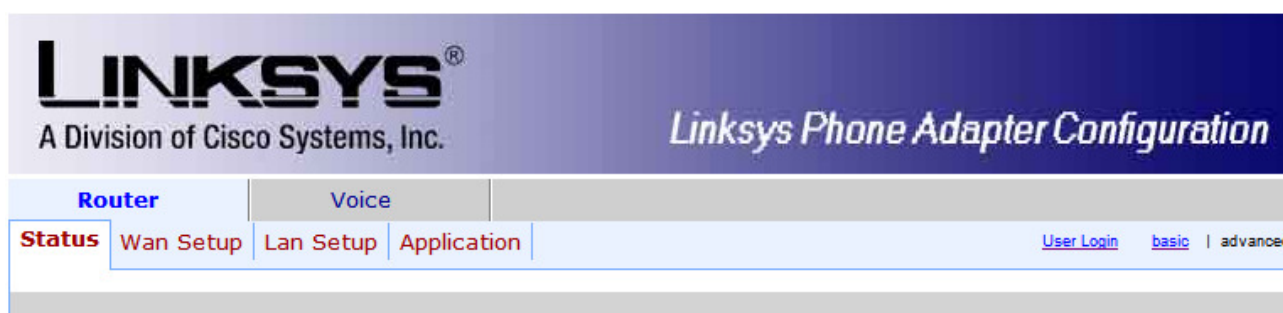 LINKSYS®
A Division of Cisco Systems, Inc.
Linksys Phone Adapter Configuration
Router Voice
Status Wan Setup Lan Setup Application User Login basic | advance